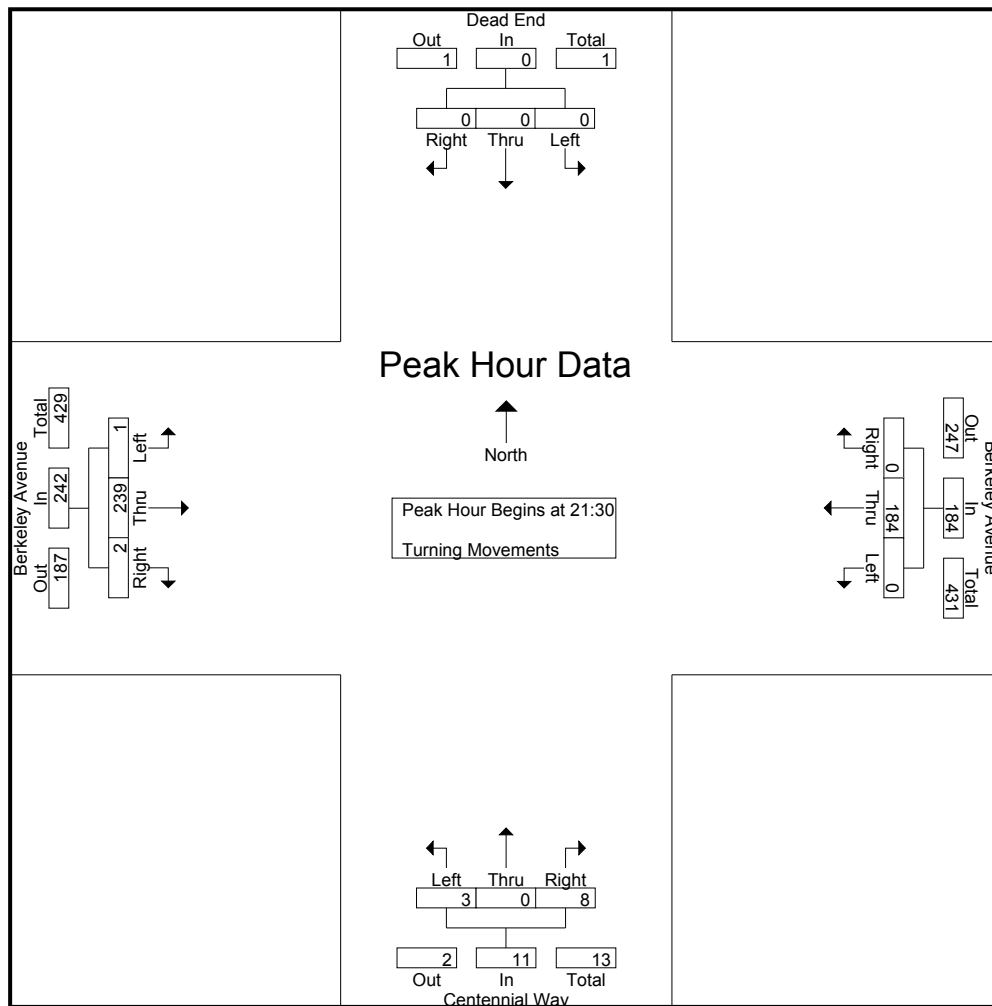 Dead End
Out In Total
1 0 1
0 0 0
Right Thru Left
Peak Hour Data
North
Peak Hour Begins at 21:30
Turning Movements
Berkeley Avenue
Out In Total
187 242 429
2 239 1
Right Thru Left
Berkeley Avenue
Out In Total
247 184 431
0 184 0
Right Thru Left
Left Thru Right
3 0 8
2 11 13
Out In Total
Centennial Way